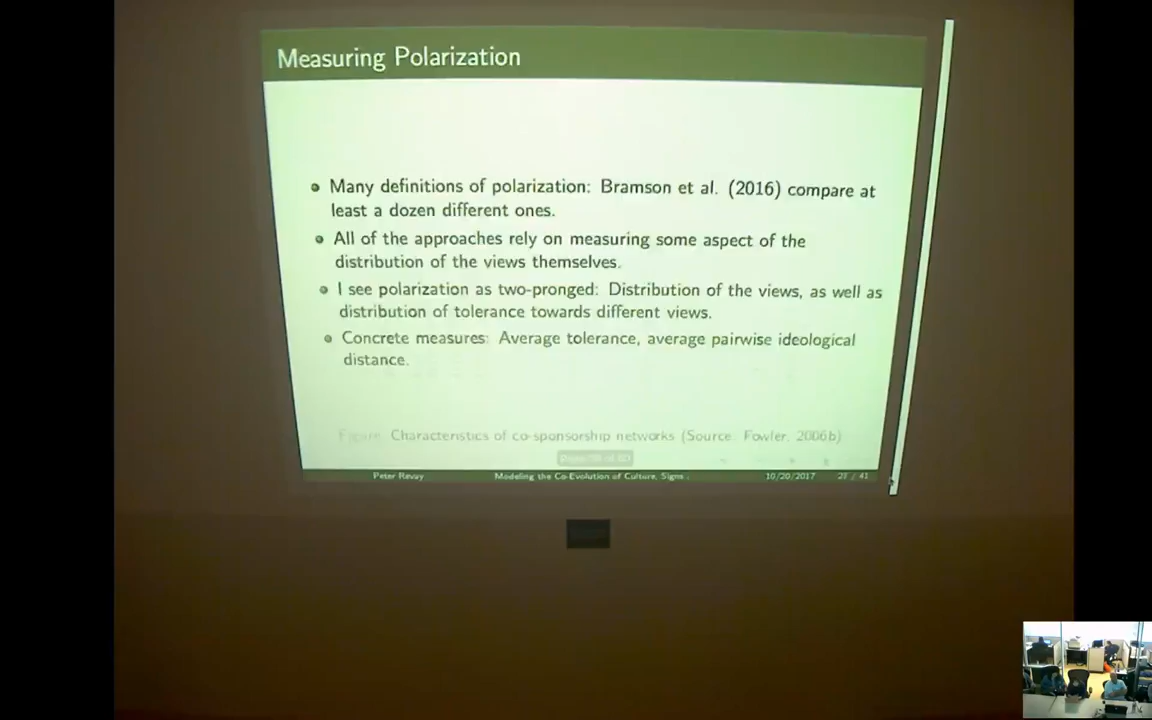 Measuring Polarization
Many definitions of polarization: Bramson et al. (2016) compare at
least a dozen different ones.
All of the approaches rely on measuring some aspect of the
distribution of the views themselves.
I see polarization as two-pronged: Distribution of the views, as well as
distribution of tolerance towards different views.
Concrete measures: Average tolerance, average pairwise ideological
distance.
Figure: Characteristics of co-sponsorship networks (Source: Fowler, 2006b)
Peter Revay Modeling the Co-Evolution of Culture, Signs 10/20/2017 27 / 41